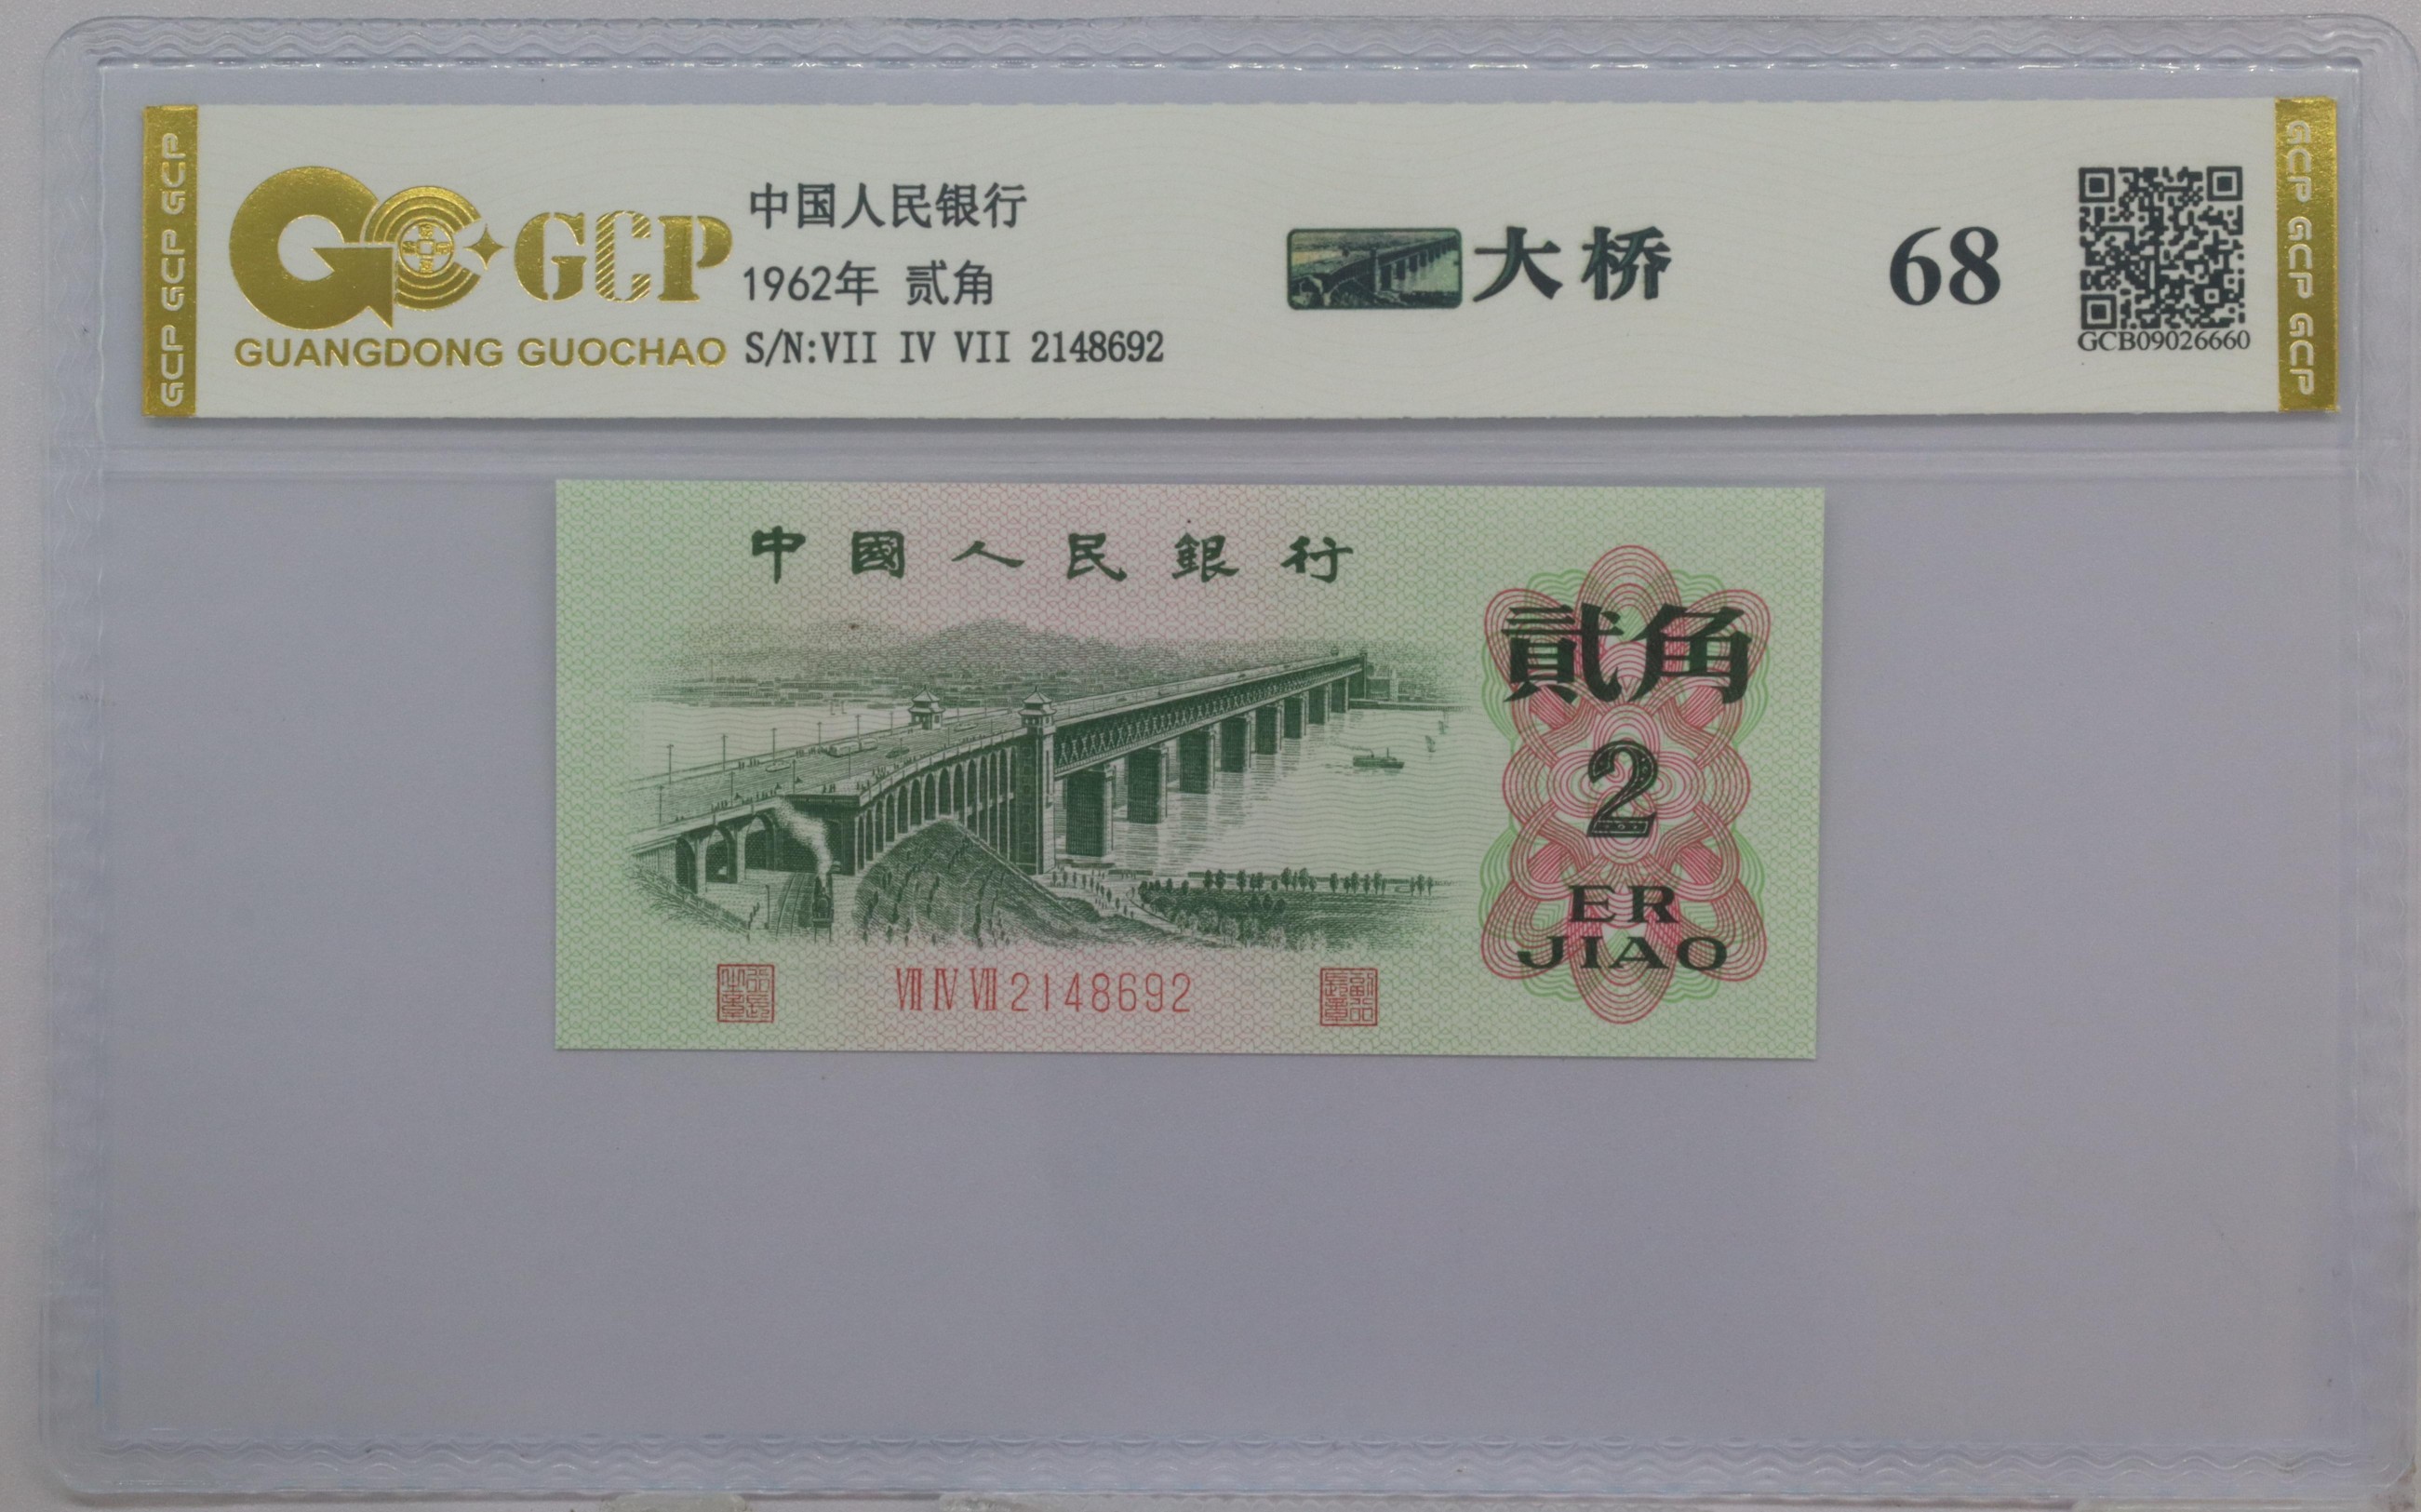 GCP GCP GCP
GCP
GUANGDONG GUOCHAO
中国人民银行
1962年 贰角
S/N:VII IV VII 2148692
大桥
68
GCB09026660
GCP GCP GCP
中國人民銀行
貳角
2
ER
JIAO
VII IV VII 2148692